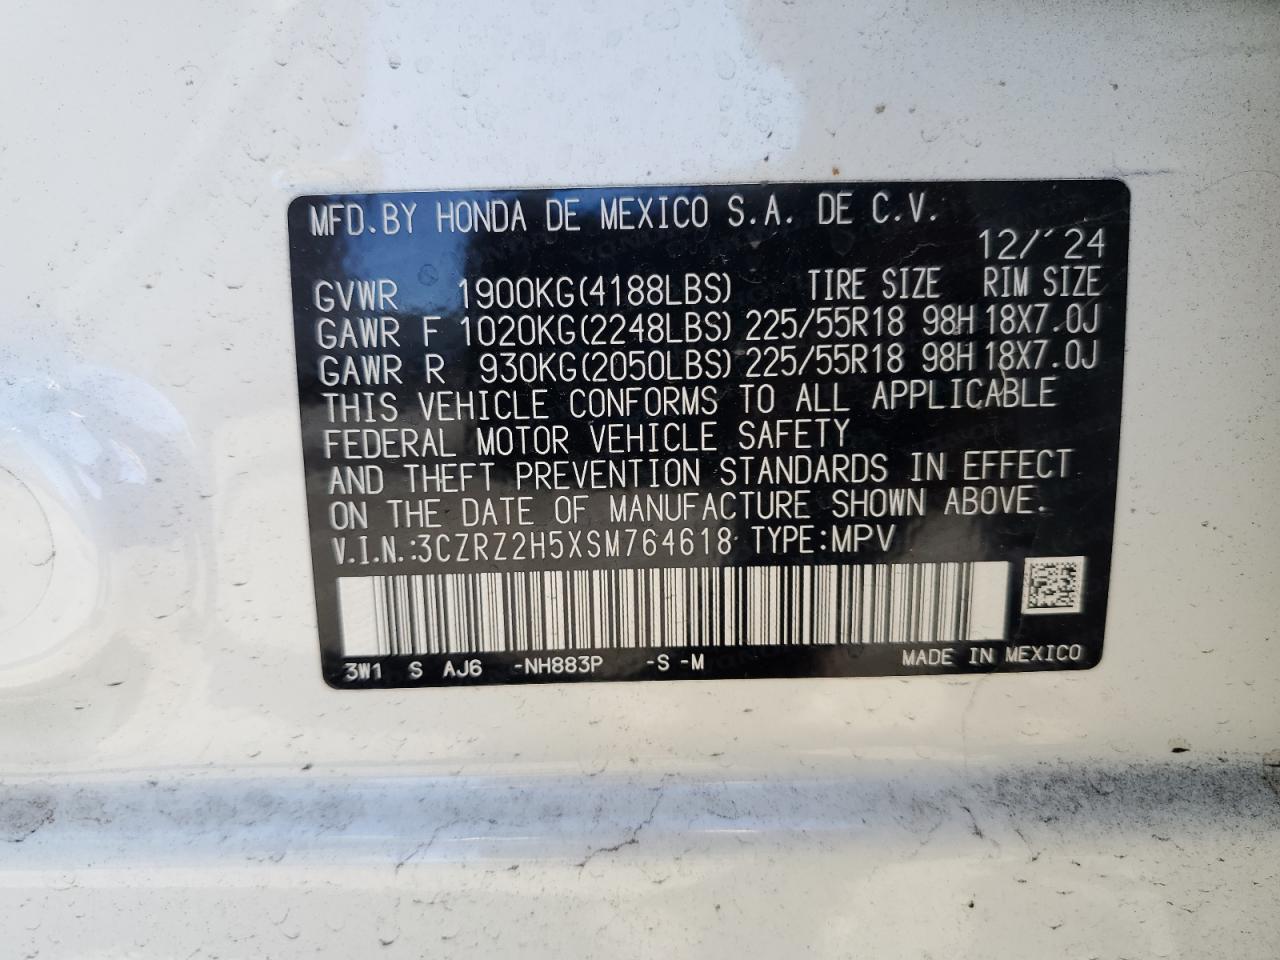 MFD.BY HONDA DE MEXICO S.A. DE C.V.
12/´24
GVWR 1900KG(4188LBS) TIRE SIZE RIM SIZE
GAWR F 1020KG(2248LBS) 225/55R18 98H 18X7.0J
GAWR R 930KG(2050LBS) 225/55R18 98H 18X7.0J
THIS VEHICLE CONFORMS TO ALL APPLICABLE
FEDERAL MOTOR VEHICLE SAFETY
AND THEFT PREVENTION STANDARDS IN EFFECT
ON THE DATE OF MANUFACTURE SHOWN ABOVE.
V.I.N.:3CZRZ2H5XSM764618 TYPE:MPV
3W1 S AJ6 -NH883P -S -M MADE IN MEXICO